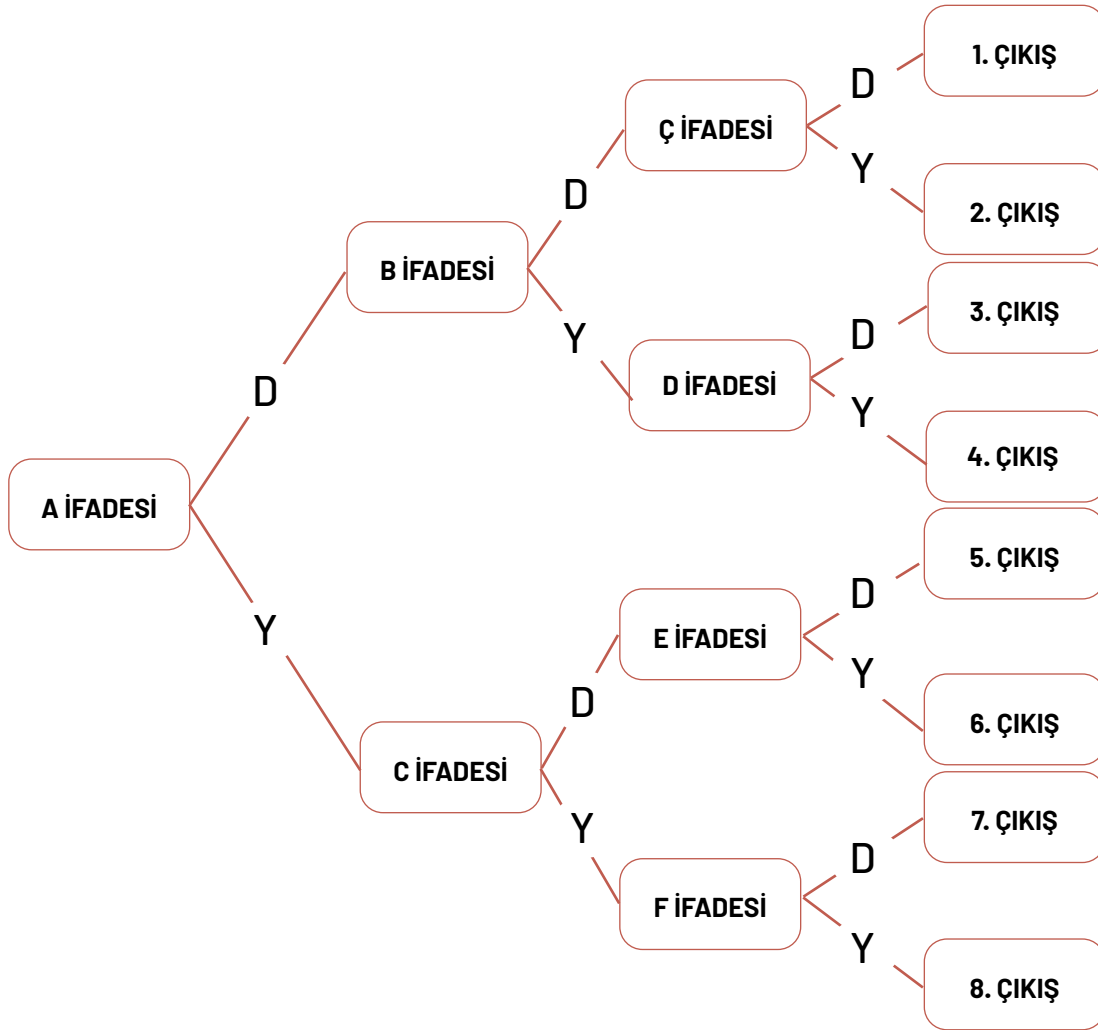 1. ÇIKIŞ
D
Ç İFADESİ
Y
2. ÇIKIŞ
D
B İFADESİ
3. ÇIKIŞ
Y
D
D İFADESİ
Y
4. ÇIKIŞ
D
A İFADESİ
5. ÇIKIŞ
D
Y
E İFADESİ
Y
D
6. ÇIKIŞ
C İFADESİ
7. ÇIKIŞ
Y
D
F İFADESİ
Y
8. ÇIKIŞ